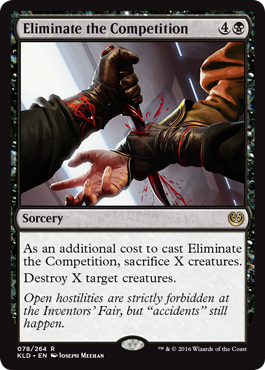 Eliminate the Competition 4
Sorcery
As an additional cost to cast Eliminate
the Competition, sacrifice X creatures.
Destroy X target creatures.
Open hostilities are strictly forbidden at
the Inventors' Fair, but “accidents” still
happen.
078/264 R
KLD • EN Joseph Meehan
™ & © 2016 Wizards of the Coast